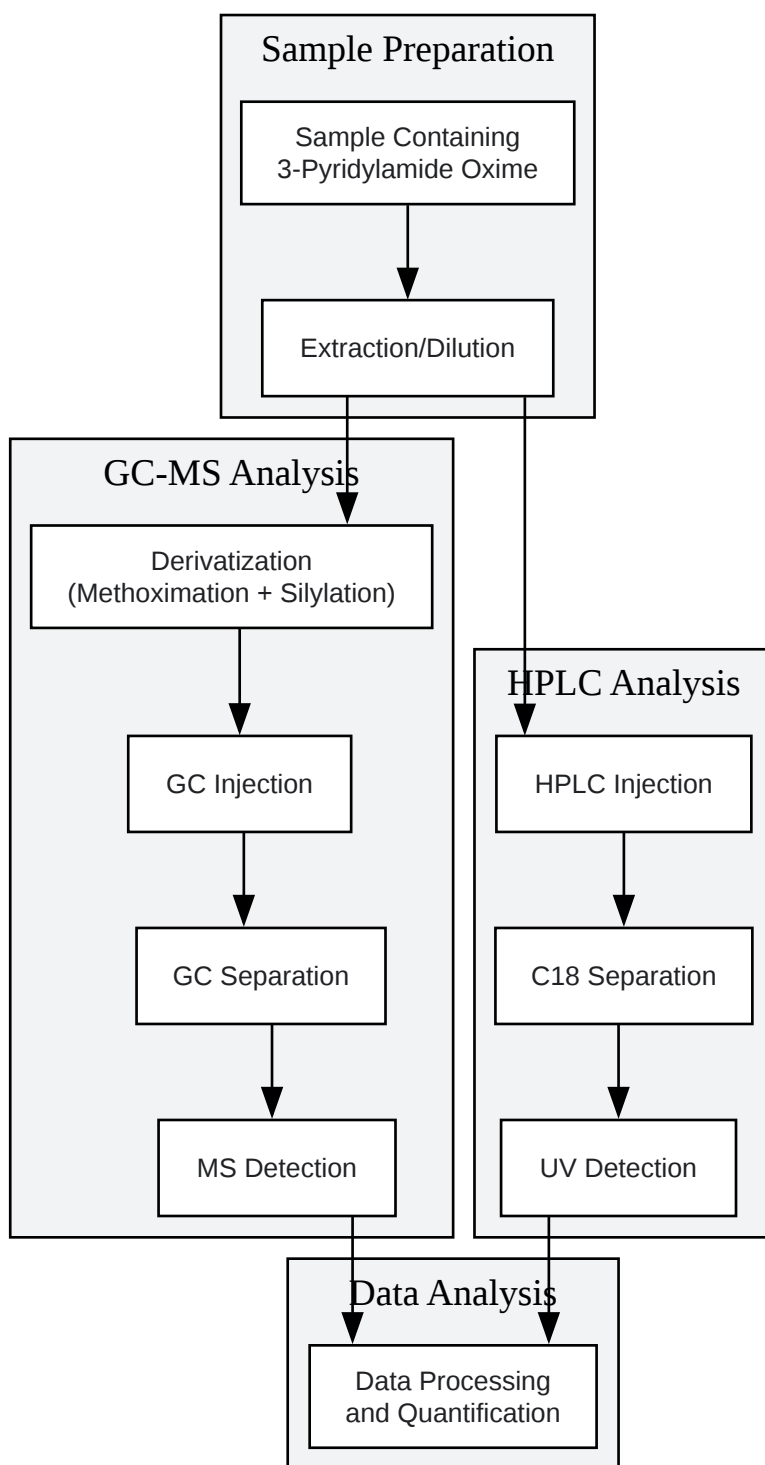 Sample Preparation
Sample Containing
3-Pyridylamide Oxime
Extraction/Dilution
GC-MS Analysis
Derivatization
(Methoximation + Silylation)
GC Injection
GC Separation
MS Detection
HPLC Analysis
HPLC Injection
C18 Separation
UV Detection
Data Analysis
Data Processing
and Quantification